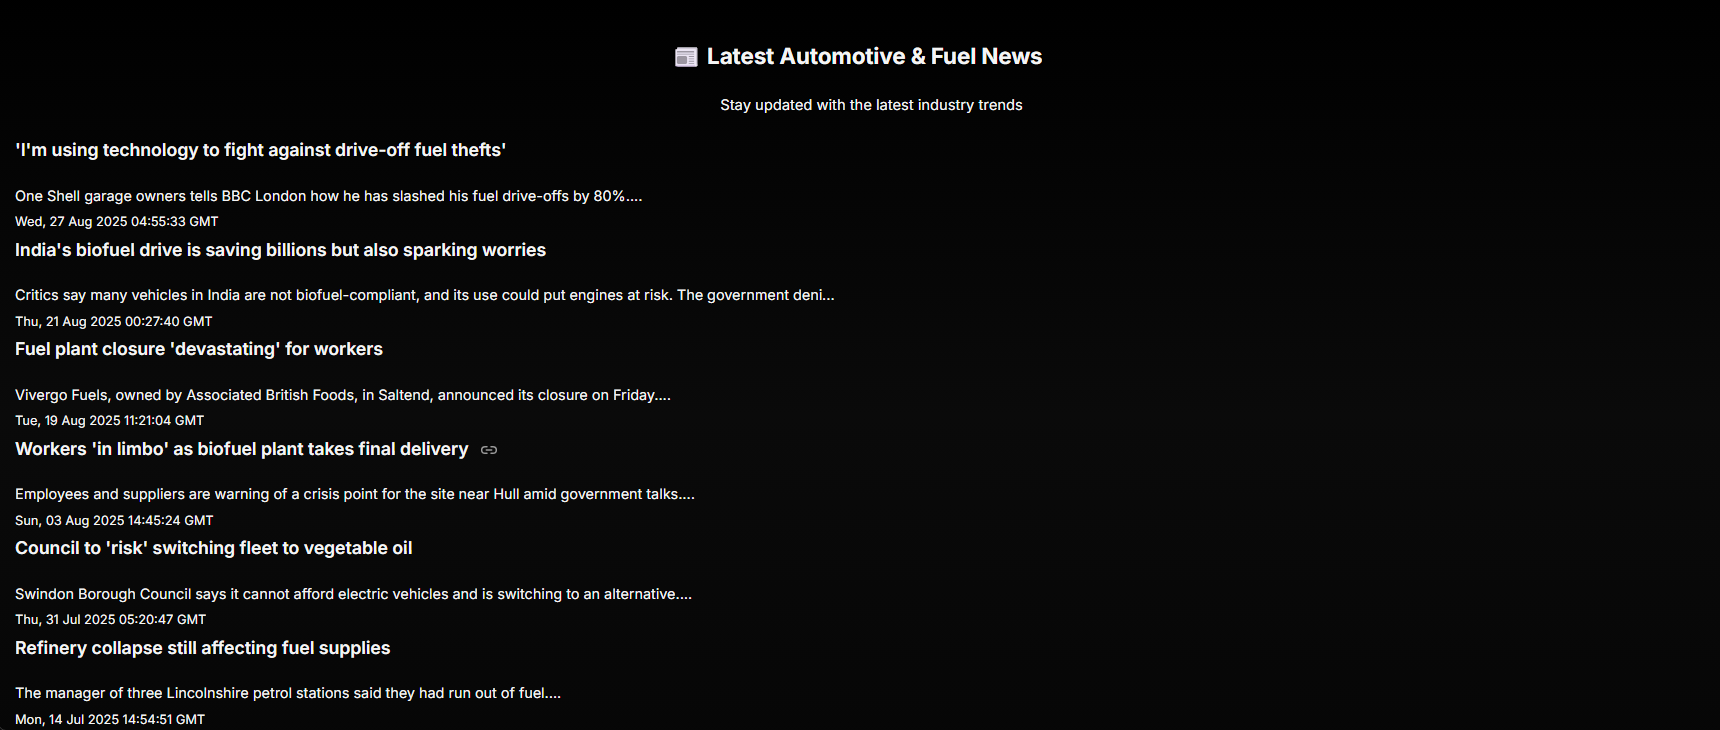 Latest Automotive & Fuel News
Stay updated with the latest industry trends
'I'm using technology to fight against drive-off fuel thefts'
One Shell garage owners tells BBC London how he has slashed his fuel drive-offs by 80%....
Wed, 27 Aug 2025 04:55:33 GMT
India's biofuel drive is saving billions but also sparking worries
Critics say many vehicles in India are not biofuel-compliant, and its use could put engines at risk. The government deni...
Thu, 21 Aug 2025 00:27:40 GMT
Fuel plant closure 'devastating' for workers
Vivergo Fuels, owned by Associated British Foods, in Saltend, announced its closure on Friday....
Tue, 19 Aug 2025 11:21:04 GMT
Workers 'in limbo' as biofuel plant takes final delivery
Employees and suppliers are warning of a crisis point for the site near Hull amid government talks....
Sun, 03 Aug 2025 14:45:24 GMT
Council to 'risk' switching fleet to vegetable oil
Swindon Borough Council says it cannot afford electric vehicles and is switching to an alternative....
Thu, 31 Jul 2025 05:20:47 GMT
Refinery collapse still affecting fuel supplies
The manager of three Lincolnshire petrol stations said they had run out of fuel....
Mon, 14 Jul 2025 14:54:51 GMT